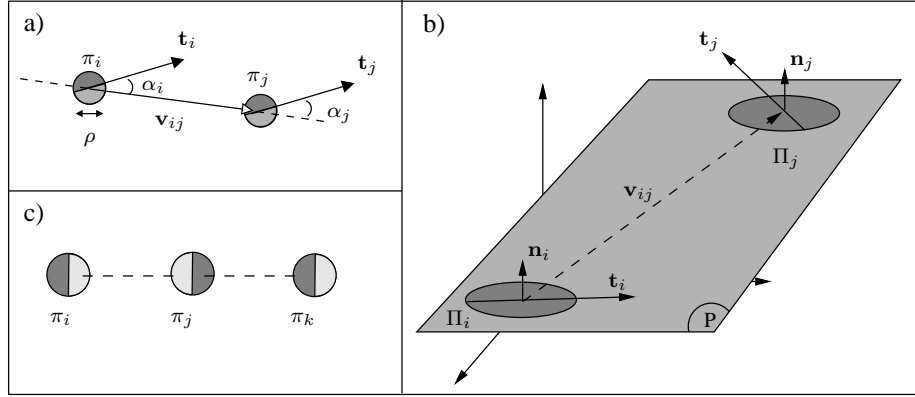 a)
π_i
t_i
α_i
π_j
t_j
α_j
v_ij
ρ
b)
t_j
n_j
Π_j
v_ij
n_i
t_i
Π_i
P
c)
π_i
π_j
π_k